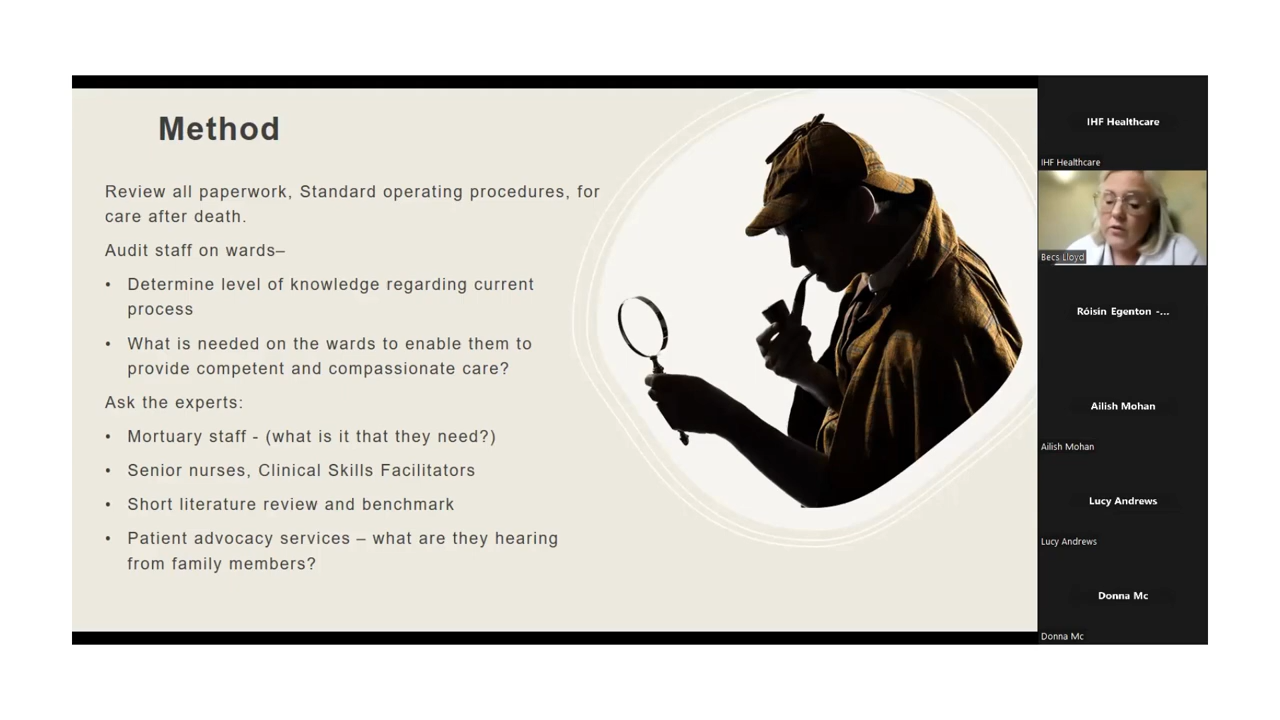 Method
Review all paperwork, Standard operating procedures, for
care after death.
Audit staff on wards–
• Determine level of knowledge regarding current
process
• What is needed on the wards to enable them to
provide competent and compassionate care?
Ask the experts:
• Mortuary staff - (what is it that they need?)
• Senior nurses, Clinical Skills Facilitators
• Short literature review and benchmark
• Patient advocacy services – what are they hearing
from family members?
IHF Healthcare
IHF Healthcare
Becs Lloyd
Róisín Egenton -...
Ailish Mohan
Ailish Mohan
Lucy Andrews
Lucy Andrews
Donna Mc
Donna Mc